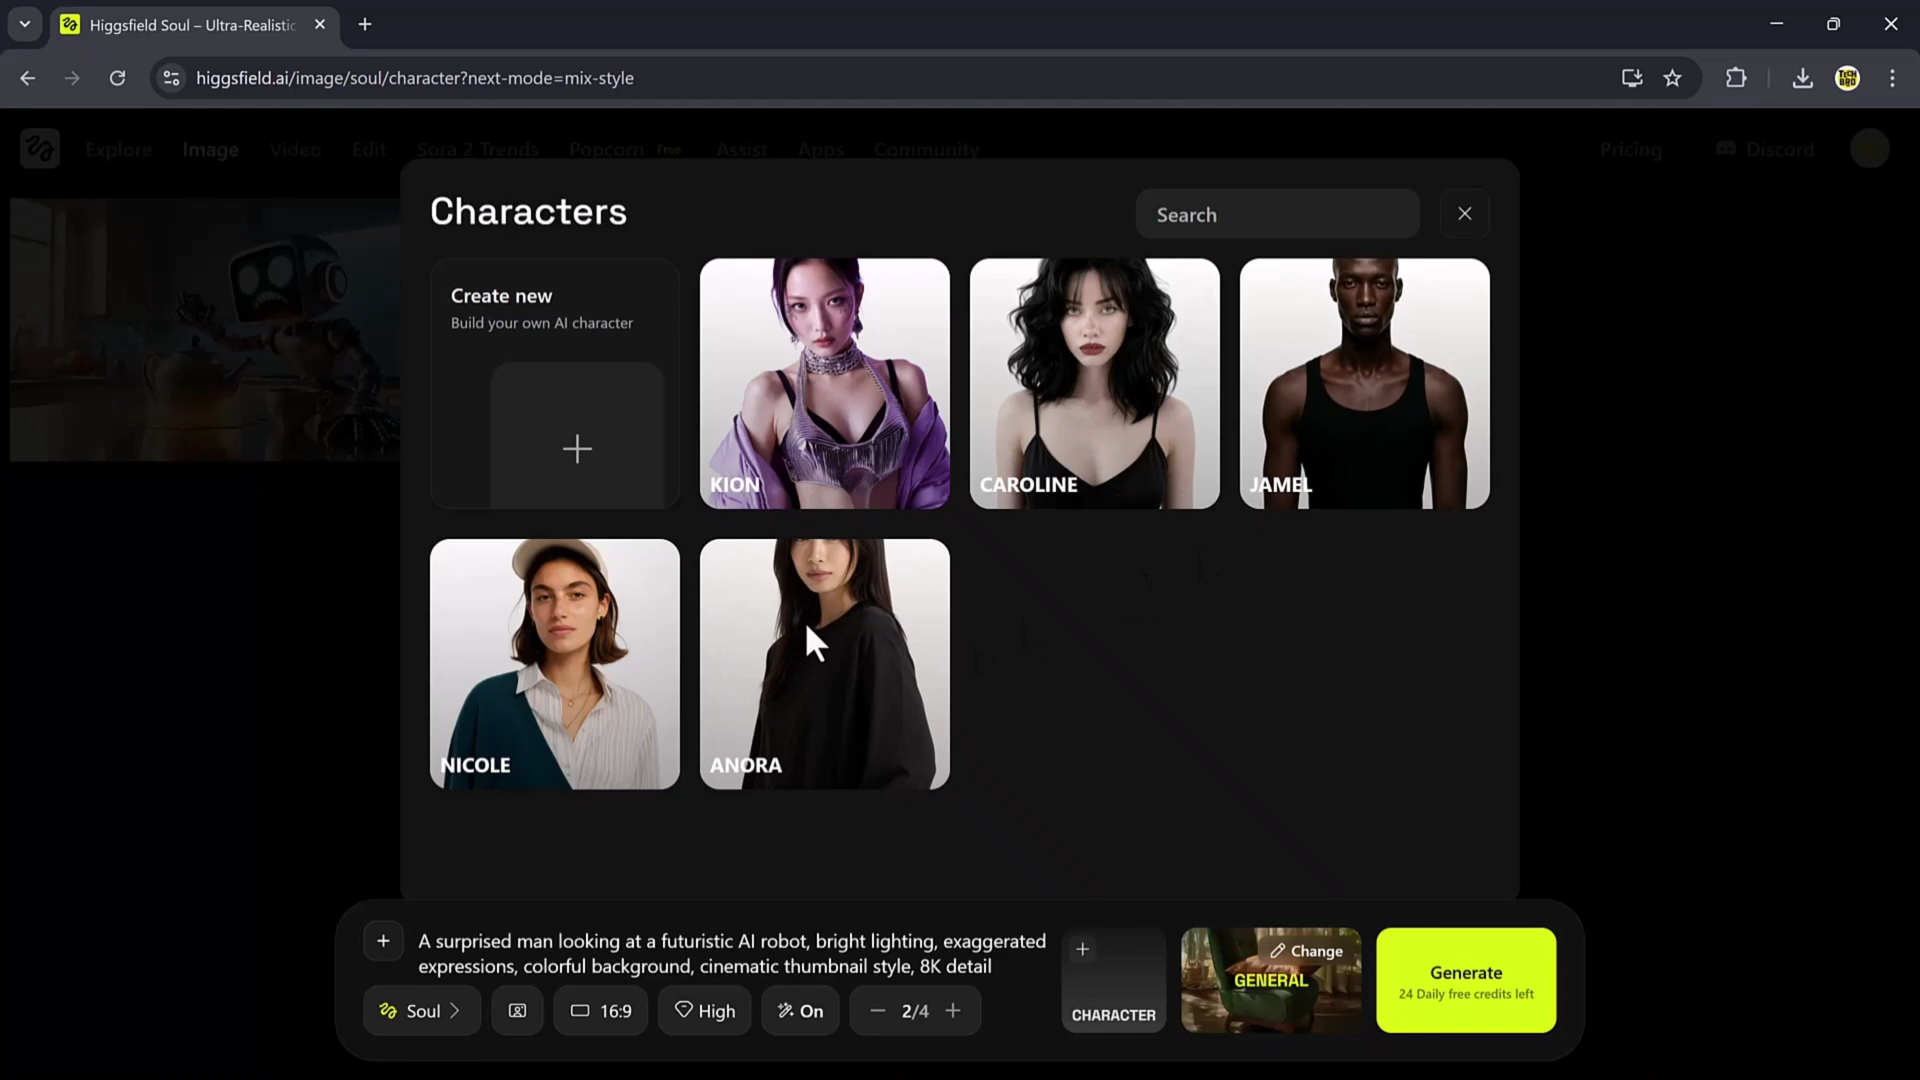 Higgsfield Soul – Ultra-Realistic
higgsfield.ai/image/soul/character?next-mode=mix-style
TECH BRO
Explore Image Video Edit Sora 2 Trends Popcorn Free Assist Apps Community Pricing Discord
Characters
Search
Create new
Build your own AI character
KION
CAROLINE
JAMEL
NICOLE
ANORA
A surprised man looking at a futuristic AI robot, bright lighting, exaggerated
expressions, colorful background, cinematic thumbnail style, 8K detail
Soul
16:9
High
On
2/4
CHARACTER
Change
GENERAL
Generate
24 Daily free credits left